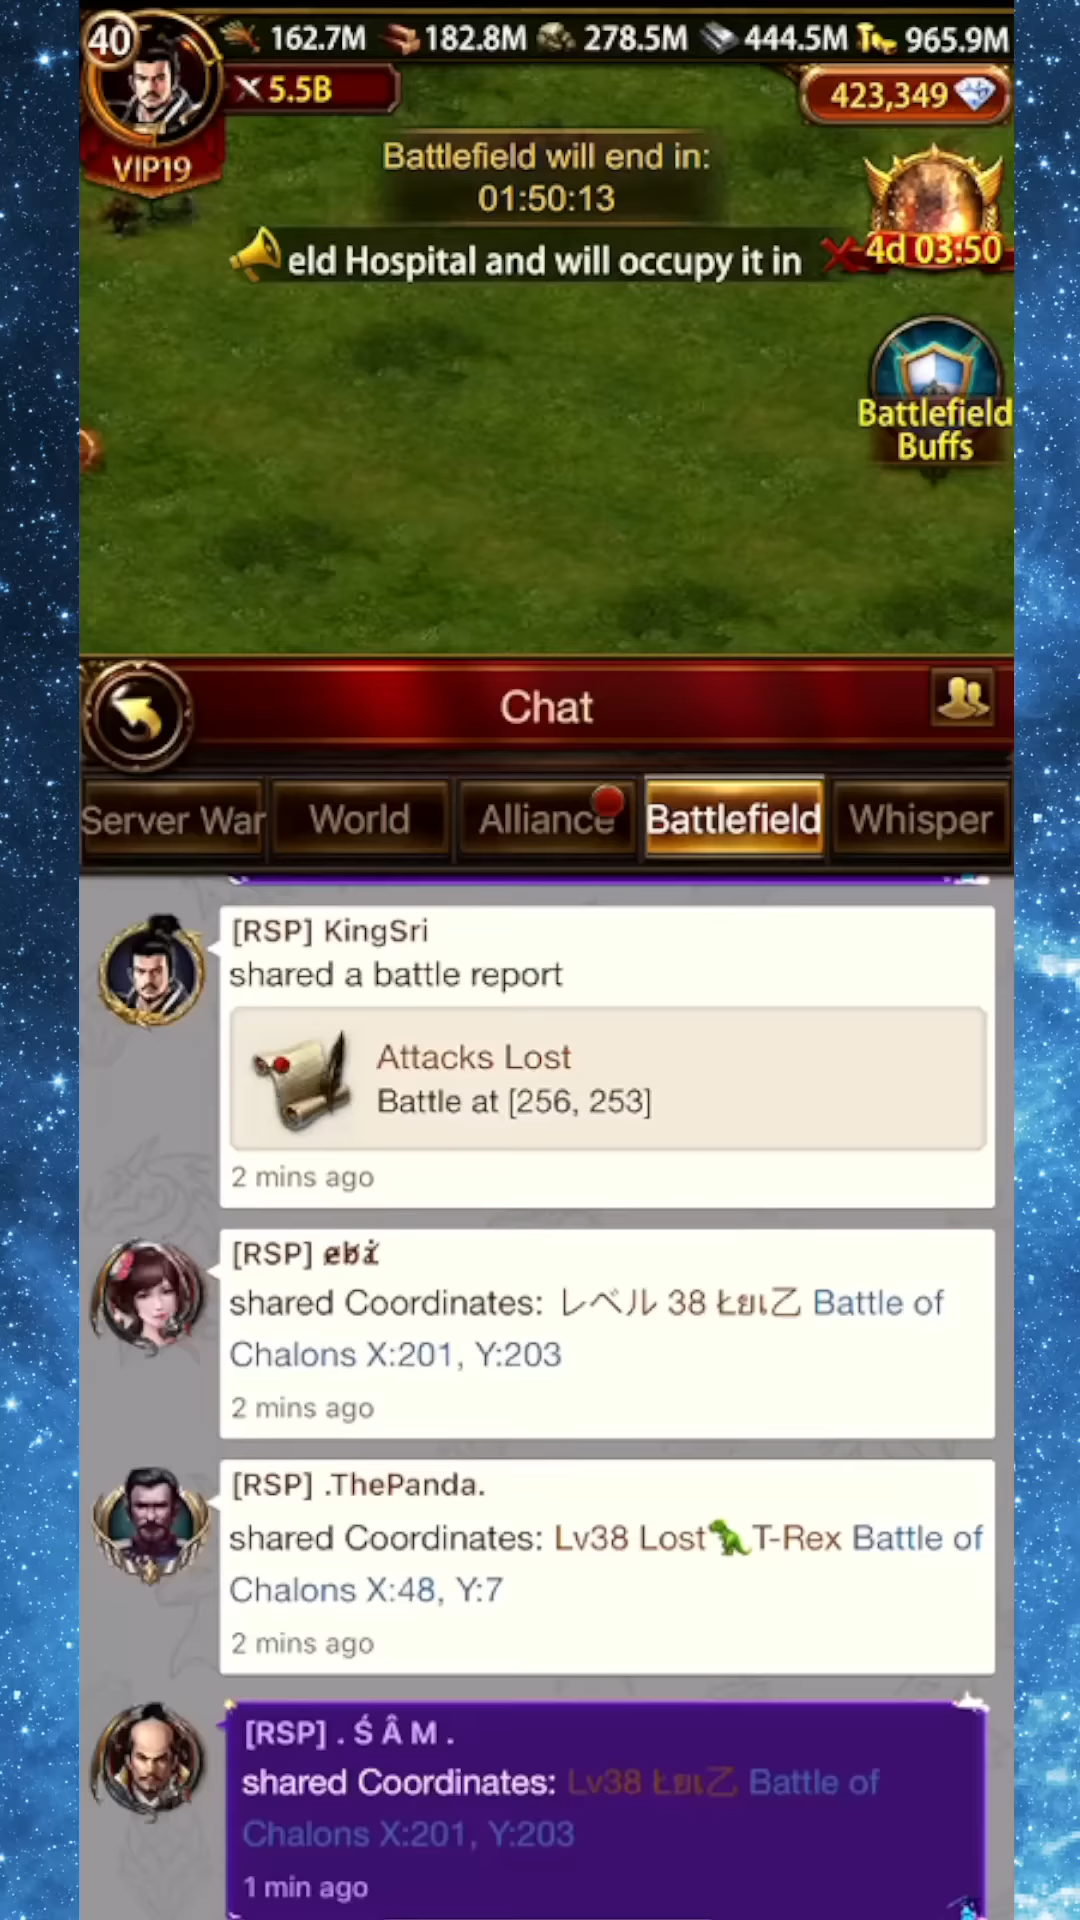 40 162.7M 182.8M 278.5M 444.5M 965.9M
5.5B
423,349
VIP19
Battlefield will end in:
01:50:13
eld Hospital and will occupy it in
4d 03:50
Battlefield
Buffs
Chat
Server War World Alliance Battlefield Whisper
[RSP] KingSri
shared a battle report
Attacks Lost
Battle at [256, 253]
2 mins ago
[RSP]
shared Coordinates: レベル 38 Battle of
Chalons X:201, Y:203
2 mins ago
[RSP] .ThePanda.
shared Coordinates: Lv38 Lost🦖T-Rex Battle of
Chalons X:48, Y:7
2 mins ago
[RSP] . Ś Â M .
shared Coordinates: Lv38 Battle of
Chalons X:201, Y:203
1 min ago